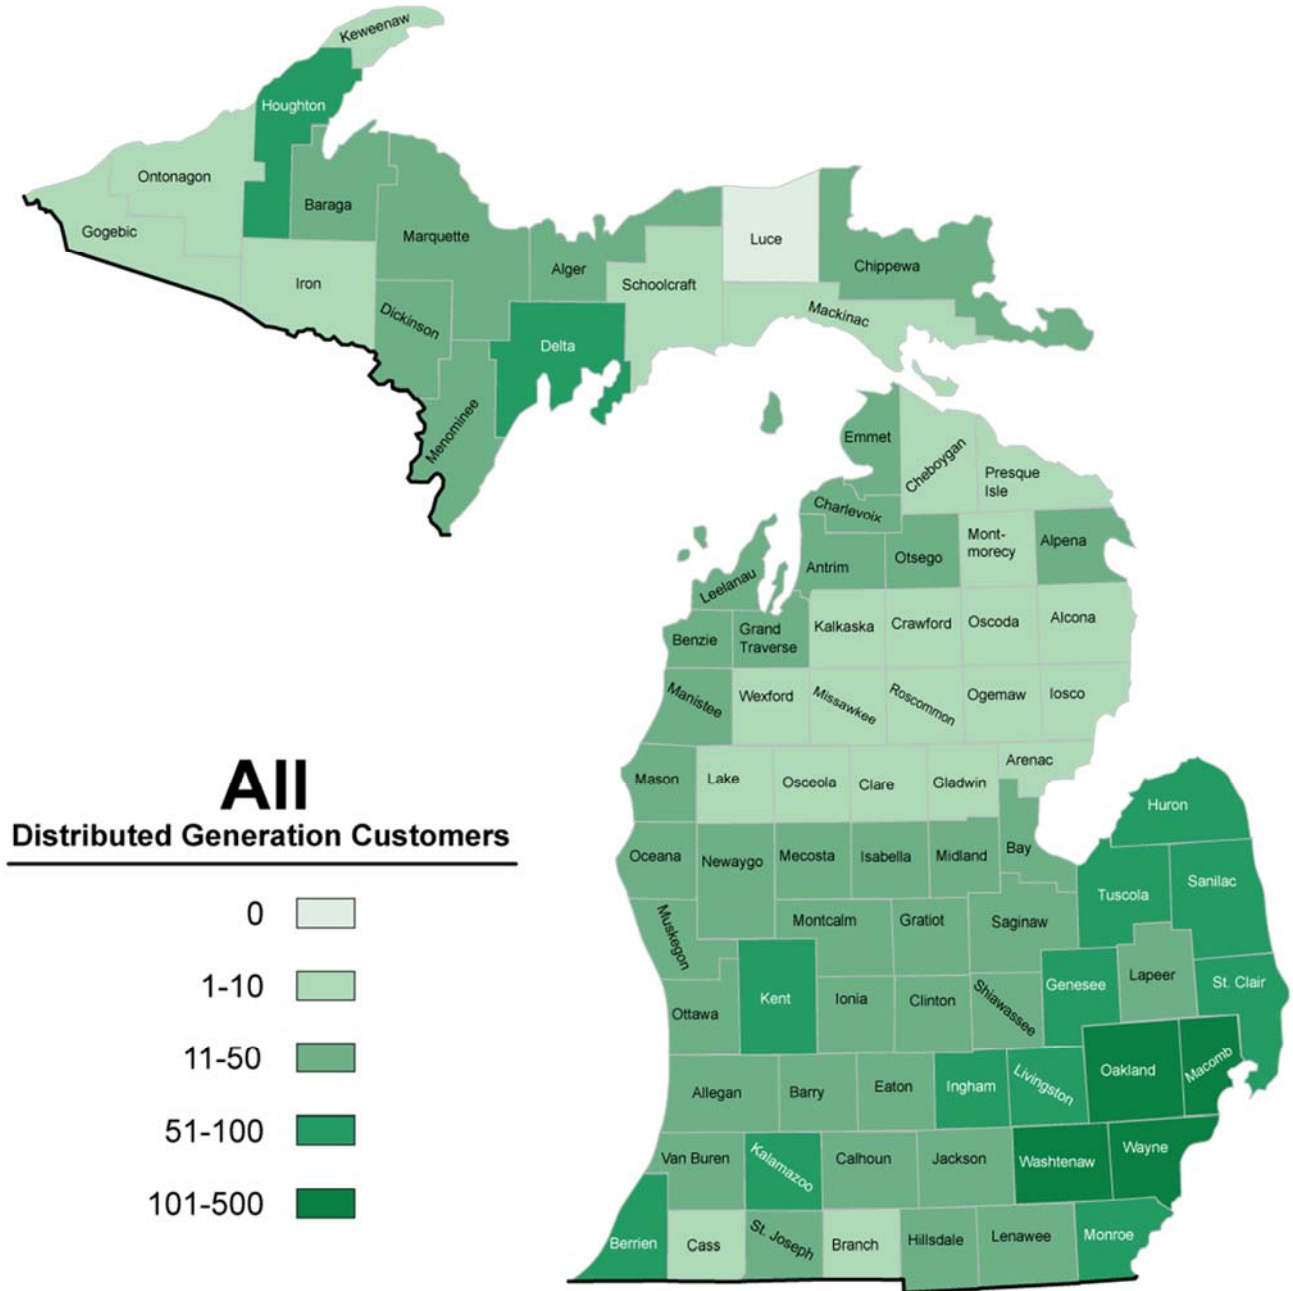 Keweenaw
Houghton
Ontonagon
Baraga
Gogebic
Marquette
Luce
Iron
Alger
Schoolcraft
Chippewa
Dickinson
Mackinac
Delta
Menominee
Emmet
Cheboygan
Presque
Isle
Charlevoix
Mont-
morecy
Alpena
Otsego
Antrim
Leelanau
Benzie
Grand
Traverse
Kalkaska
Crawford
Oscoda
Alcona
Manistee
Wexford
Missawkee
Roscommon
Ogemaw
Iosco
Arenac
Mason
Lake
Osceola
Clare
Gladwin
Huron
Oceana
Newaygo
Mecosta
Isabella
Midland
Bay
Tuscola
Sanilac
Muskegon
Montcalm
Gratiot
Saginaw
Lapeer
St. Clair
Genesee
Kent
Ionia
Clinton
Shiawassee
Ottawa
Allegan
Barry
Eaton
Ingham
Livingston
Oakland
Macomb
Van Buren
Kalamazoo
Calhoun
Jackson
Washtenaw
Wayne
Berrien
Cass
St. Joseph
Branch
Hillsdale
Lenawee
Monroe
All
Distributed Generation Customers
0
1-10
11-50
51-100
101-500